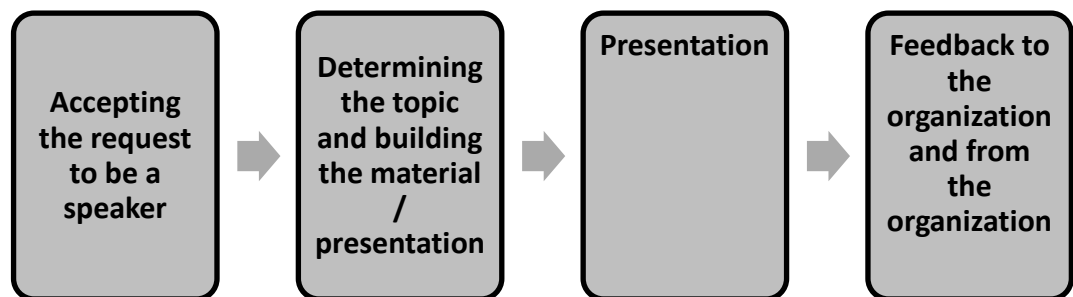 Accepting
the request
to be a
speaker
Determining
the topic
and building
the material
/
presentation
Presentation
Feedback to
the
organization
and from
the
organization